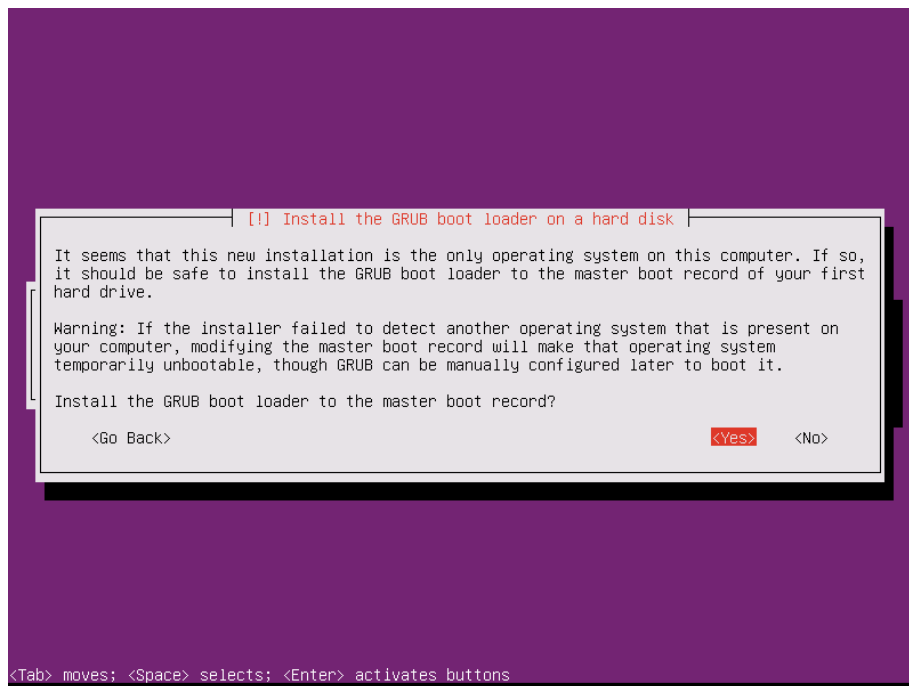 [!] Install the GRUB boot loader on a hard disk
It seems that this new installation is the only operating system on this computer. If so,
it should be safe to install the GRUB boot loader to the master boot record of your first
hard drive.
Warning: If the installer failed to detect another operating system that is present on
your computer, modifying the master boot record will make that operating system
temporarily unbootable, though GRUB can be manually configured later to boot it.
Install the GRUB boot loader to the master boot record?
<Go Back> <Yes> <No>
<Tab> moves; <Space> selects; <Enter> activates buttons